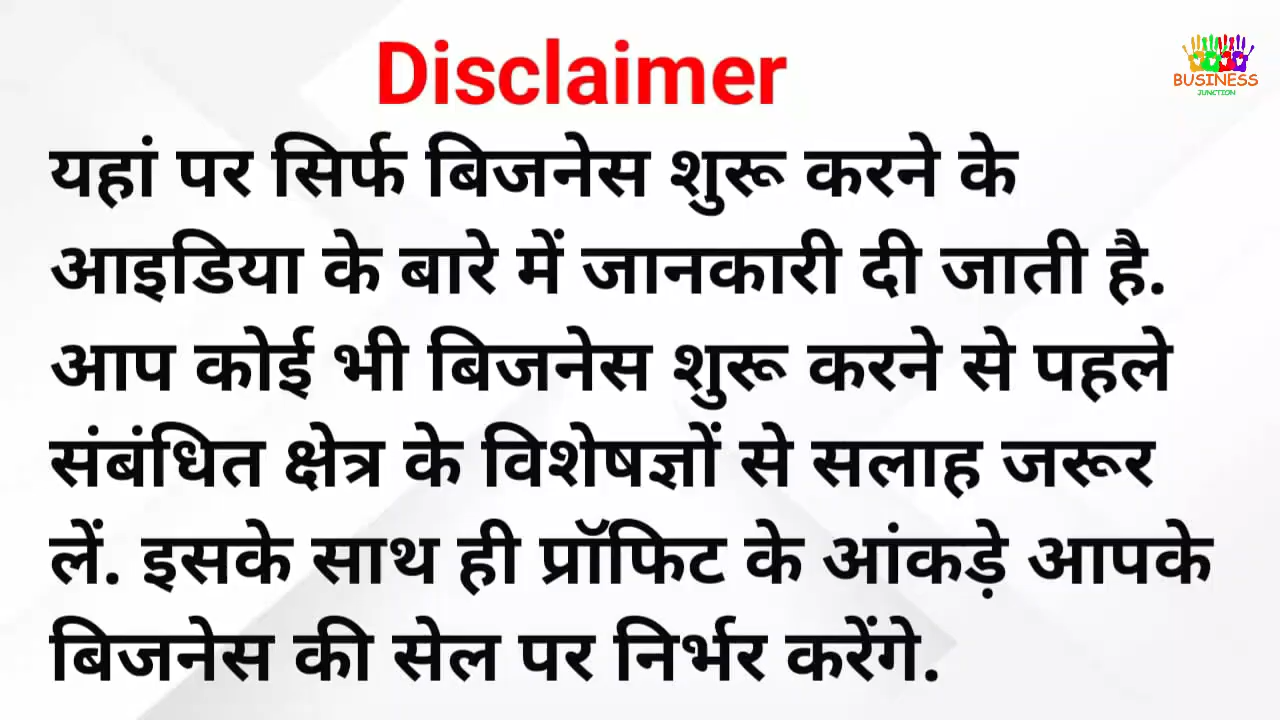 Disclaimer
BUSINESS
JUNCTION
यहां पर सिर्फ बिजनेस शुरू करने के
आइडिया के बारे में जानकारी दी जाती है.
आप कोई भी बिजनेस शुरू करने से पहले
संबंधित क्षेत्र के विशेषज्ञों से सलाह जरूर
लें. इसके साथ ही प्रॉफिट के आंकड़े आपके
बिजनेस की सेल पर निर्भर करेंगे.